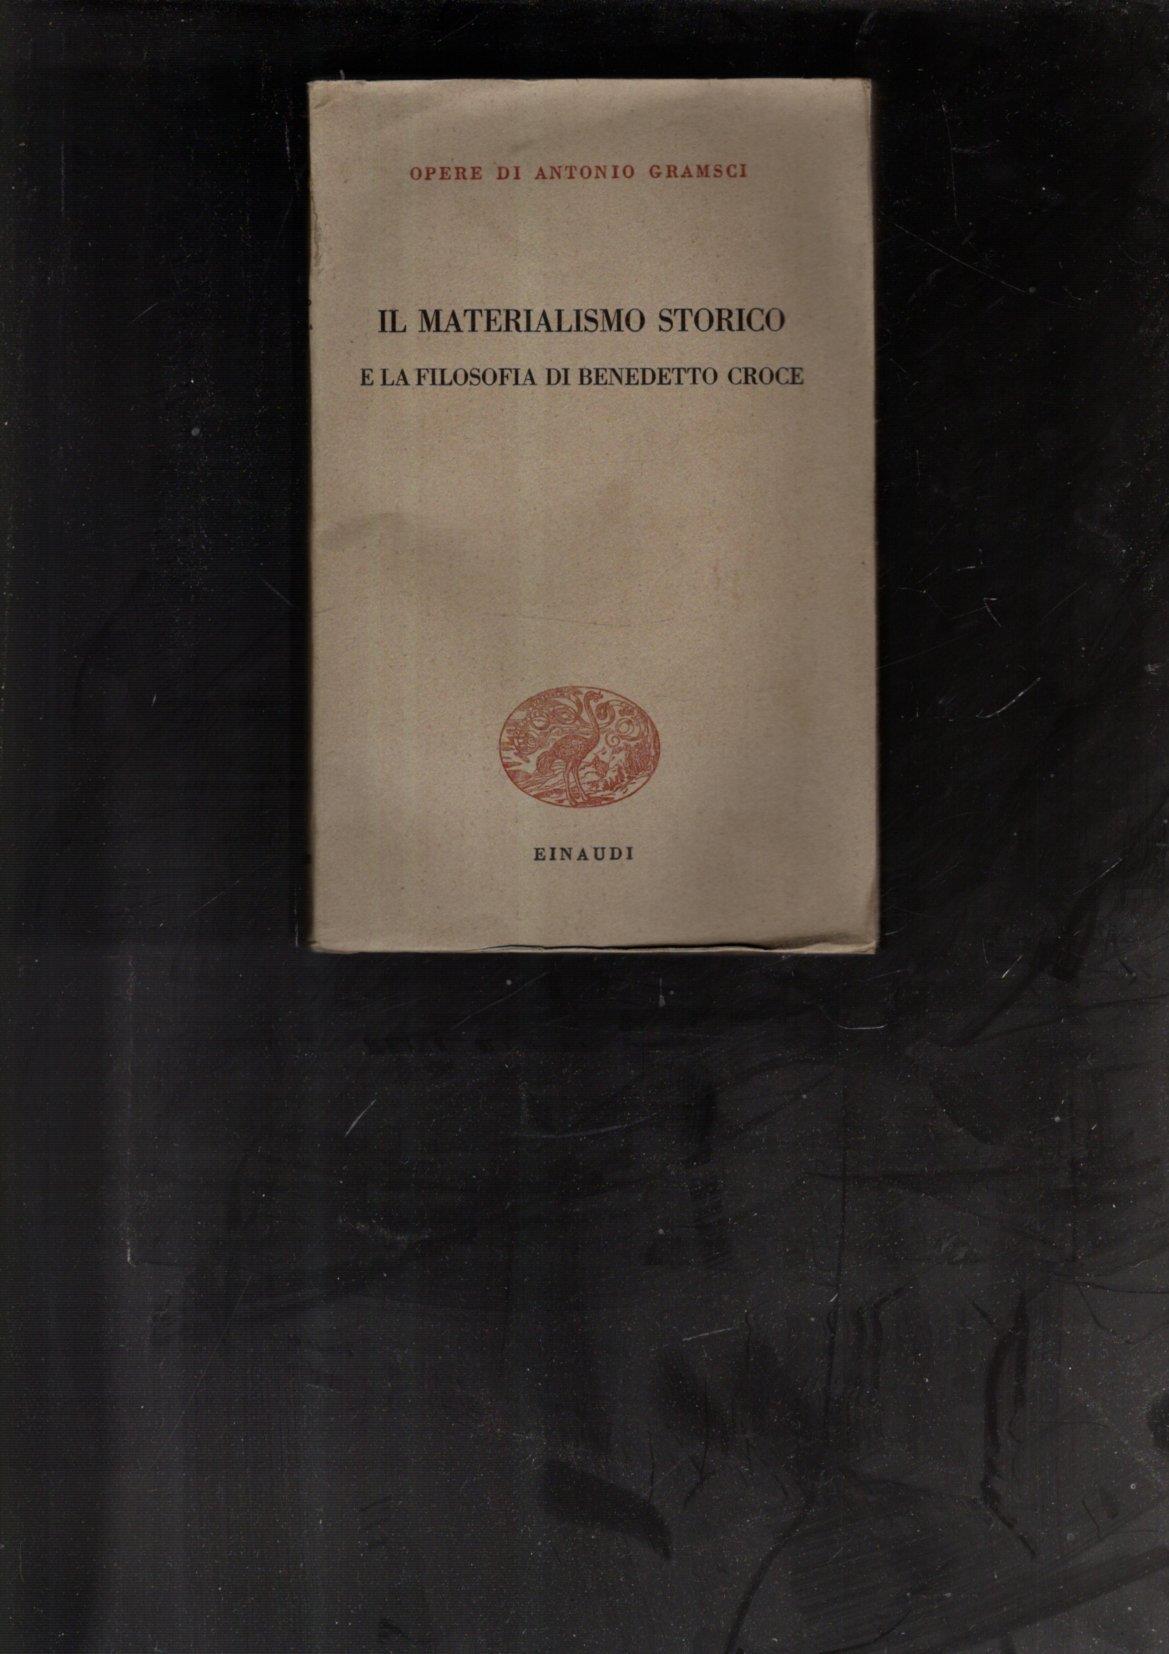 OPERE DI ANTONIO GRAMSCI
IL MATERIALISMO STORICO
E LA FILOSOFIA DI BENEDETTO CROCE
EINAUDI